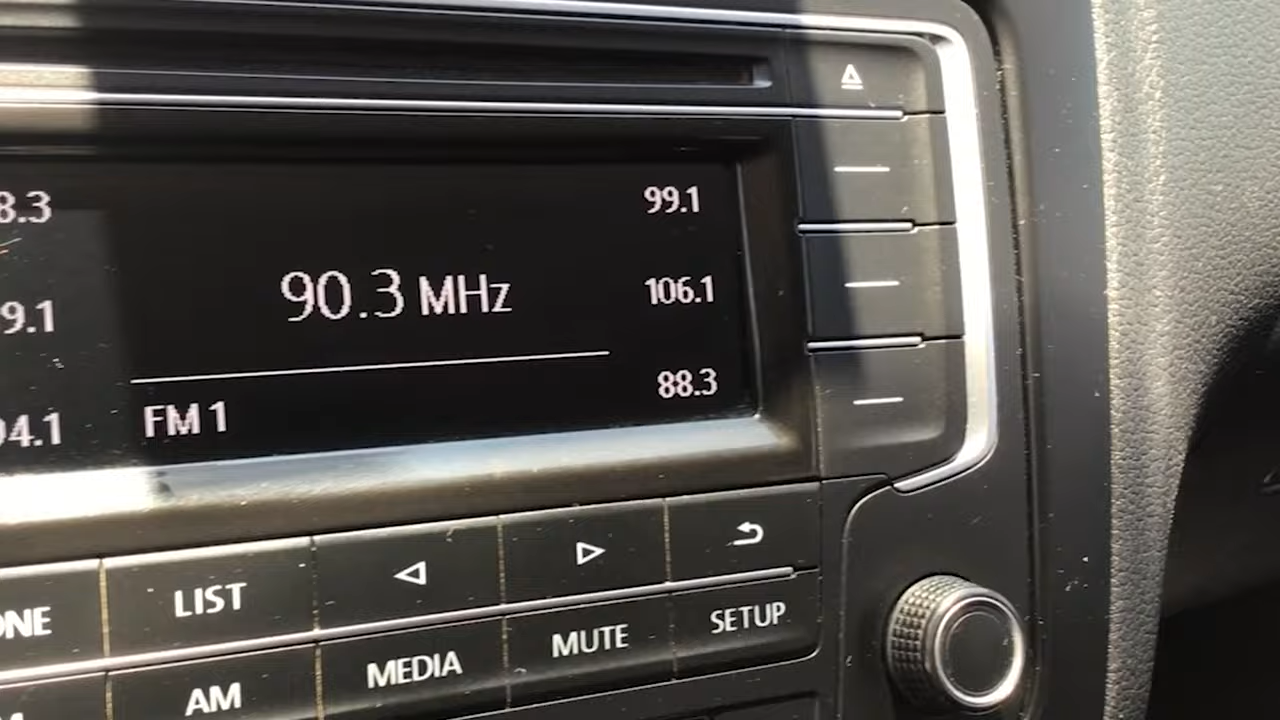 8.3
99.1
90.3 MHz
9.1
106.1
94.1
FM 1
88.3
ONE
LIST
AM
MEDIA
MUTE
SETUP